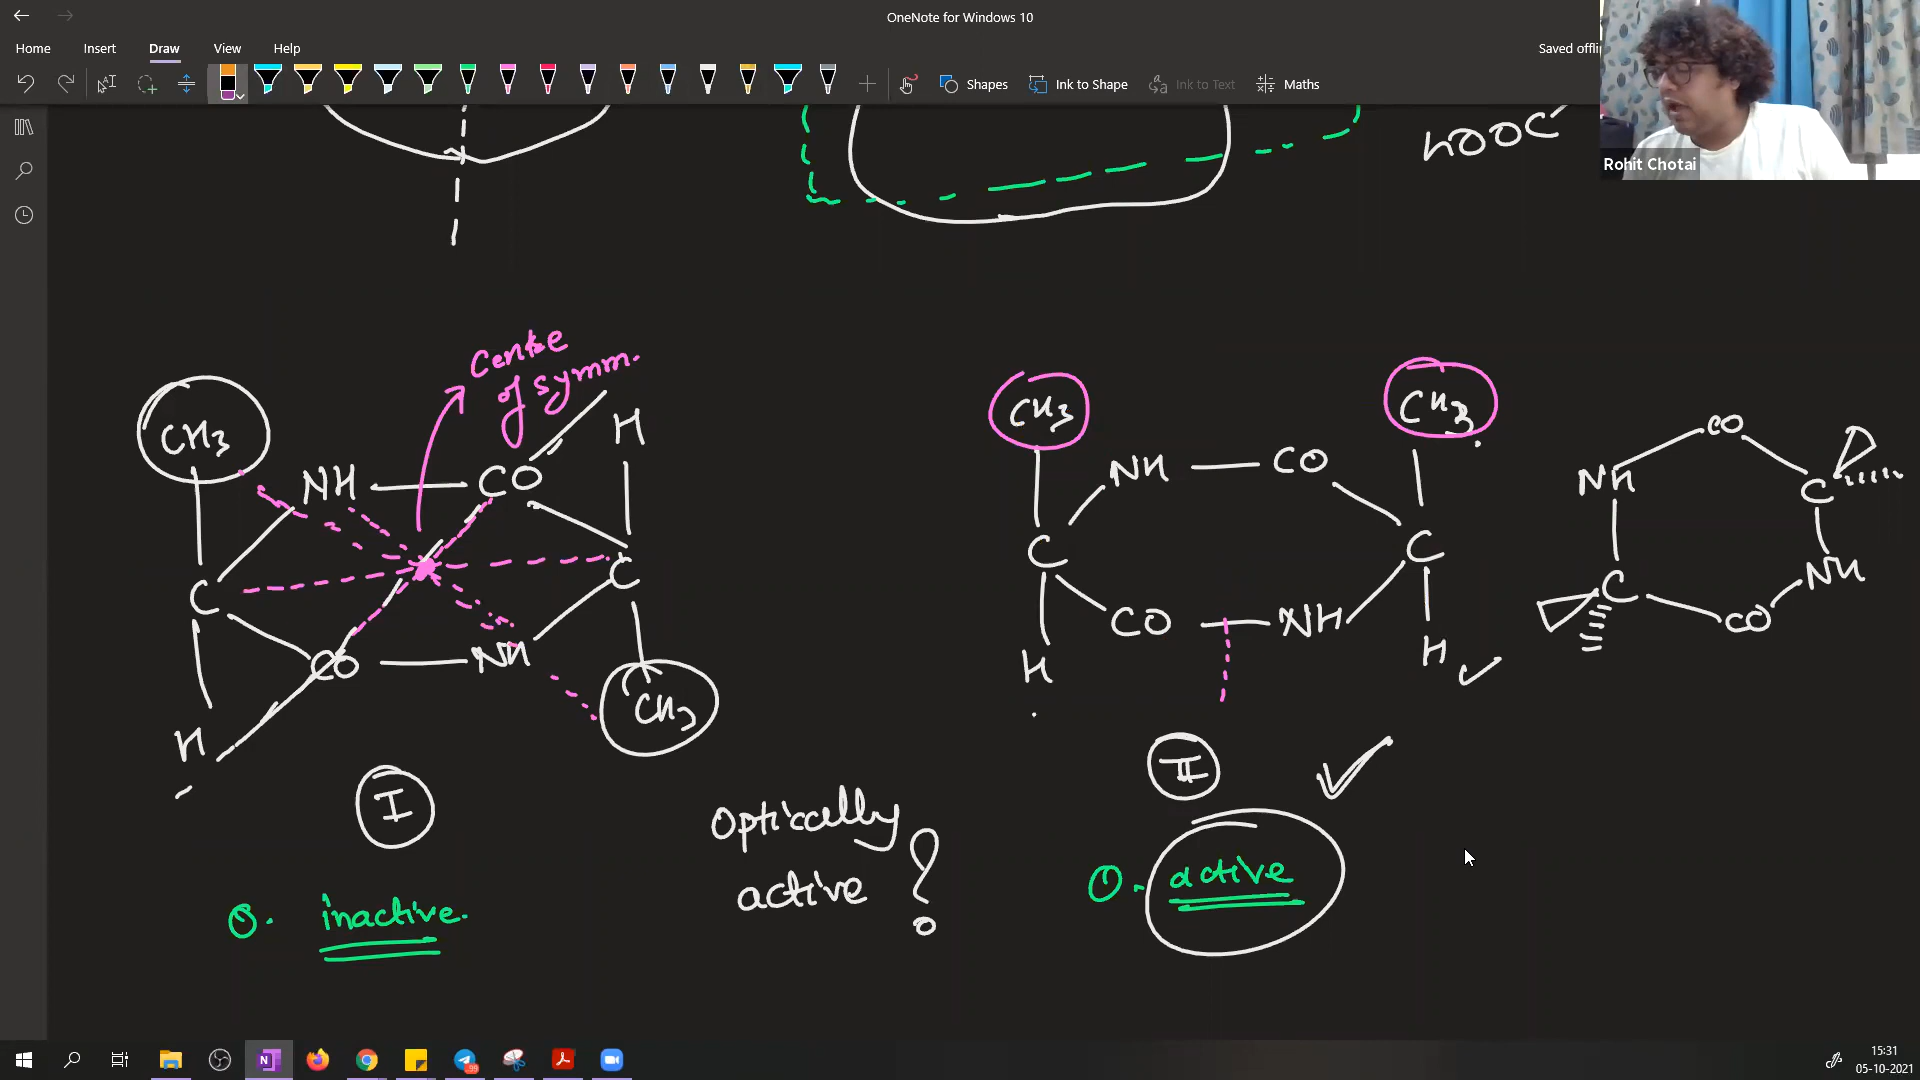 OneNote for Windows 10
Home Insert Draw View Help
Saved offli
Shapes Ink to Shape Ink to Text Maths
Rohit Chotai
HOOC
Centre
of symm.
CH3 H
NH CO
C C
CO NH
H CH3
I
O. inactive.
Optically
active ?
CH3 CH3
NH CO
C C
CO NH
H H
II
O. active
CO
NH C
C NH
CO
15:31
05-10-2021